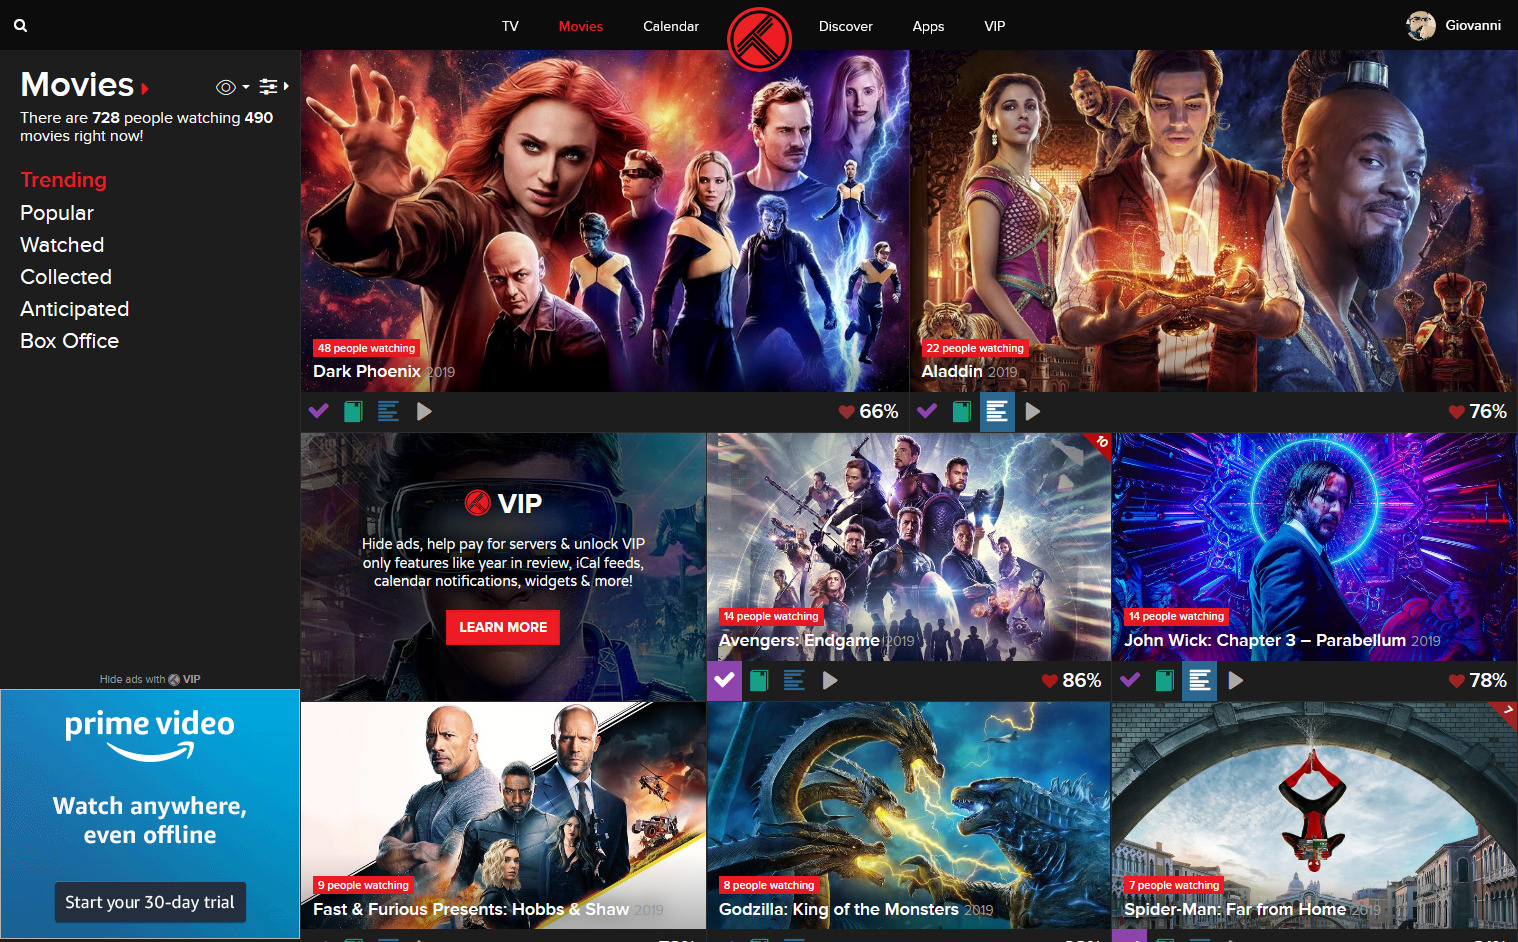 TV
Movies
Calendar
Discover
Apps
VIP
Giovanni
Movies
There are 728 people watching 490
movies right now!
Trending
Popular
Watched
Collected
Anticipated
Box Office
Hide ads with VIP
prime video
Watch anywhere,
even offline
Start your 30-day trial
48 people watching
Dark Phoenix 2019
66%
22 people watching
Aladdin 2019
76%
VIP
Hide ads, help pay for servers & unlock VIP
only features like year in review, iCal feeds,
calendar notifications, widgets & more!
LEARN MORE
10
14 people watching
Avengers: Endgame 2019
86%
14 people watching
John Wick: Chapter 3 – Parabellum 2019
78%
9 people watching
Fast & Furious Presents: Hobbs & Shaw 2019
8 people watching
Godzilla: King of the Monsters 2019
7
7 people watching
Spider-Man: Far from Home 2019